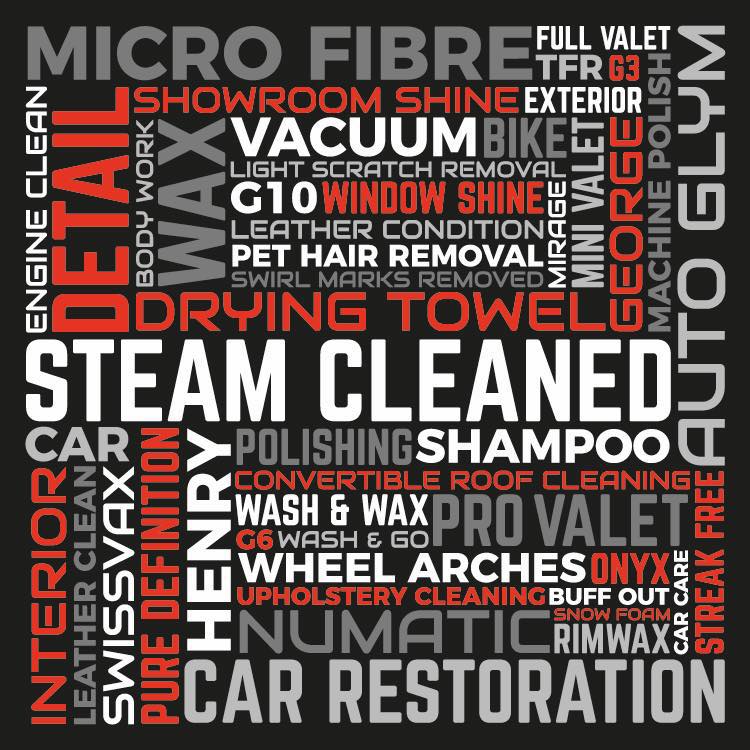 MICRO FIBRE
FULL VALET
TFR G3
SHOWROOM SHINE
EXTERIOR
ENGINE CLEAN
DETAIL
BODY WORK
WAX
VACUUM
BIKE
LIGHT SCRATCH REMOVAL
G10 WINDOW SHINE
LEATHER CONDITION
PET HAIR REMOVAL
SWIRL MARKS REMOVED
MIRAGE
MINI VALET
GEORGE
MACHINE POLISH
AUTO GLYM
DRYING TOWEL
STEAM CLEANED
CAR
INTERIOR
LEATHER CLEAN
SWISSVAX
PURE DEFINITION
HENRY
POLISHING
SHAMPOO
CONVERTIBLE ROOF CLEANING
WASH & WAX
PRO VALET
G6 WASH & GO
WHEEL ARCHES
ONYX
UPHOLSTERY CLEANING
BUFF OUT
NUMATIC
SNOW FOAM
RIMWAX
CAR CARE
STREAK FREE
CAR RESTORATION